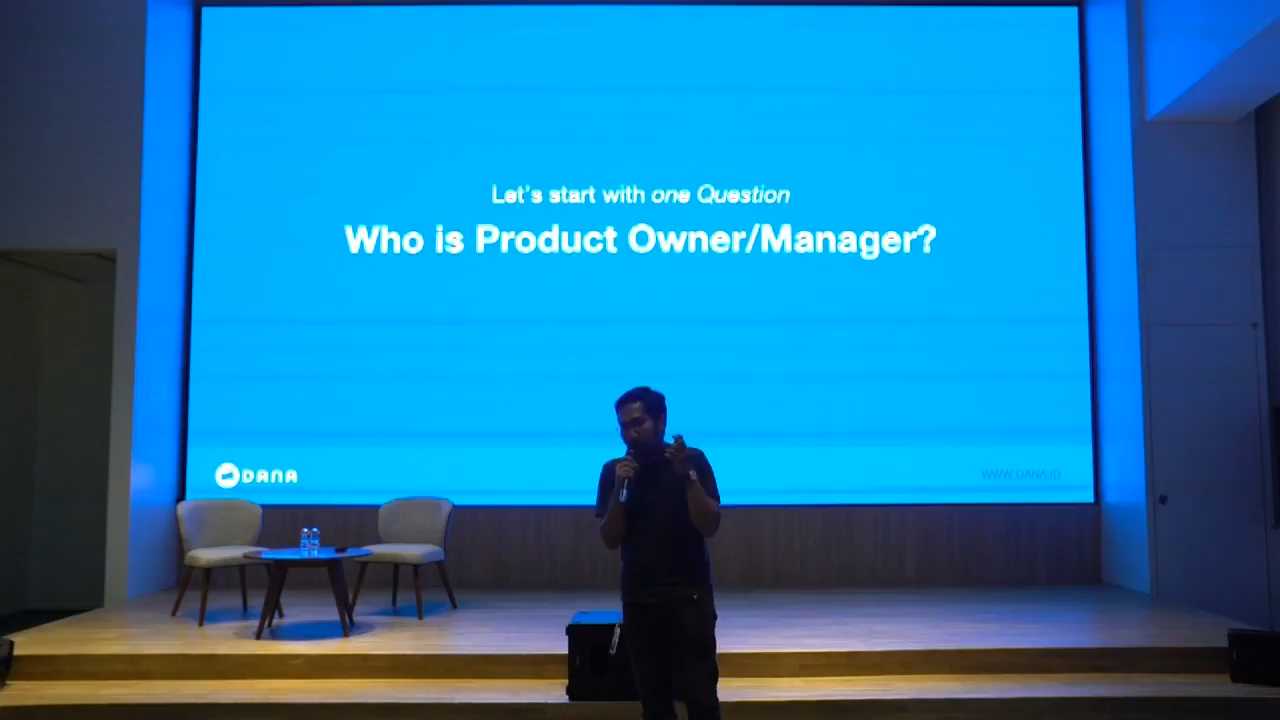 Let's start with one Question
Who is Product Owner/Manager?
DANA
WWW.DANA.ID